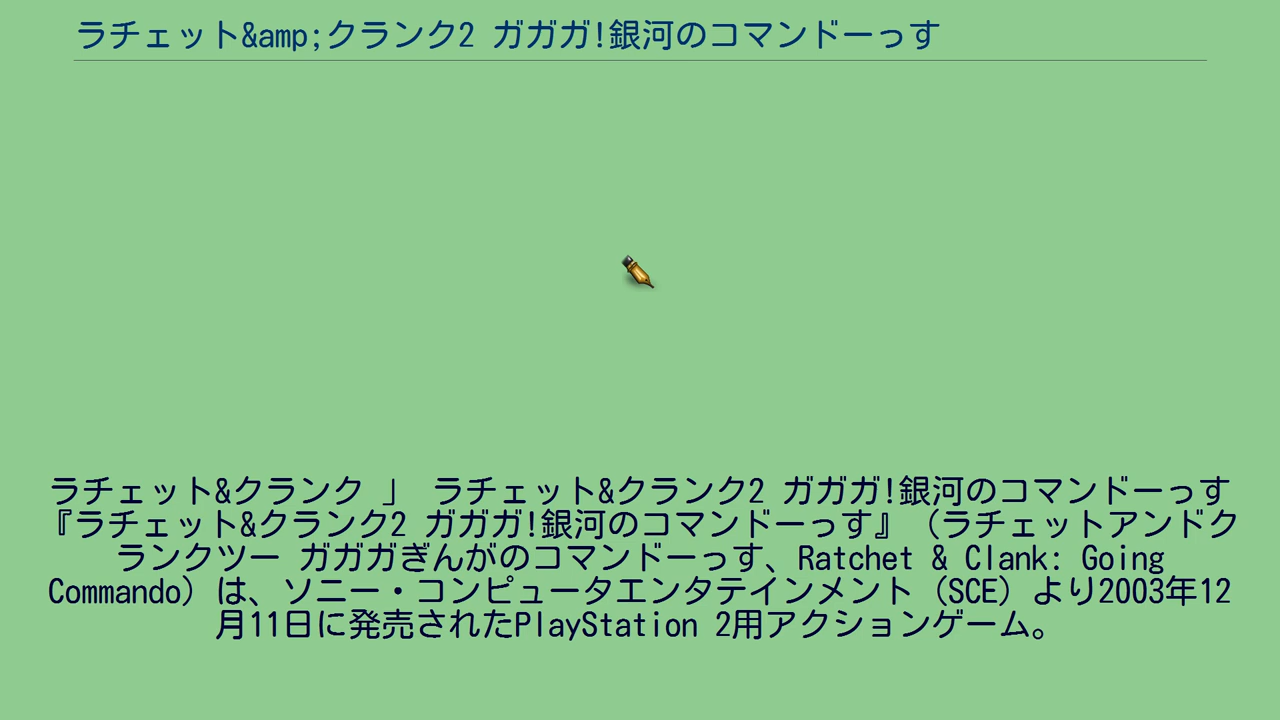 ラチェット&amp;クランク2 ガガガ!銀河のコマンドーっす
ラチェット&クランク 」 ラチェット&クランク2 ガガガ!銀河のコマンドーっす
『ラチェット&クランク2 ガガガ!銀河のコマンドーっす』（ラチェットアンドク
ランクツー ガガガぎんがのコマンドーっす、Ratchet & Clank: Going
Commando）は、ソニー・コンピュータエンタテインメント（SCE）より2003年12
月11日に発売されたPlayStation 2用アクションゲーム。